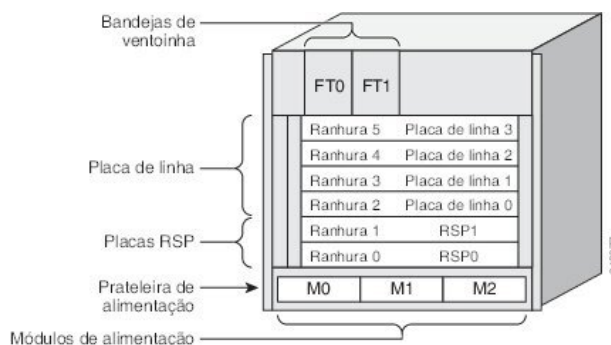 Bandejas de
ventoinha
FT0 FT1
Ranhura 5 Placa de linha 3
Ranhura 4 Placa de linha 2
Placa de linha
Ranhura 3 Placa de linha 1
Ranhura 2 Placa de linha 0
Placas RSP
Ranhura 1 RSP1
Ranhura 0 RSP0
Prateleira de
alimentação
M0 M1 M2
Módulos de alimentação